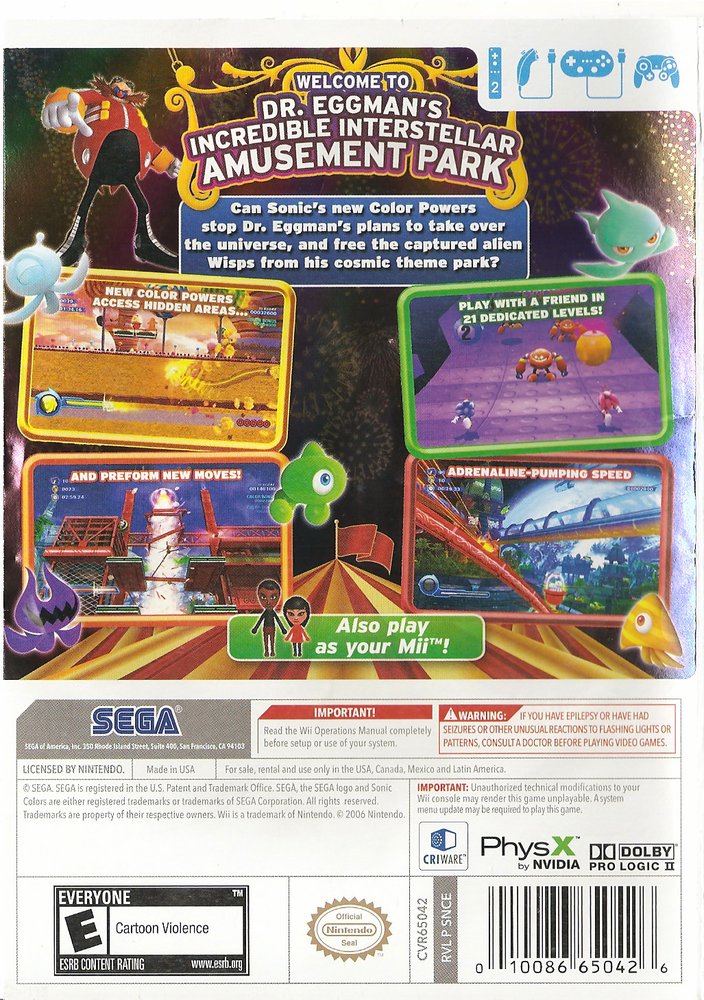 2
WELCOME TO
DR. EGGMAN'S
INCREDIBLE INTERSTELLAR
AMUSEMENT PARK
Can Sonic's new Color Powers
stop Dr. Eggman's plans to take over
the universe, and free the captured alien
Wisps from his cosmic theme park?
NEW COLOR POWERS
ACCESS HIDDEN AREAS...
PLAY WITH A FRIEND IN
21 DEDICATED LEVELS!
2
AND PREFORM NEW MOVES!
ADRENALINE-PUMPING SPEED
Also play
as your Mii™!
SEGA®
SEGA of America, Inc. 350 Rhode Island Street, Suite 400, San Francisco, CA 94103
IMPORTANT!
Read the Wii Operations Manual completely
before setup or use of your system.
WARNING: IF YOU HAVE EPILEPSY OR HAVE HAD
SEIZURES OR OTHER UNUSUAL REACTIONS TO FLASHING LIGHTS OR
PATTERNS, CONSULT A DOCTOR BEFORE PLAYING VIDEO GAMES.
LICENSED BY NINTENDO.
Made in USA
For sale, rental and use only in the USA, Canada, Mexico and Latin America.
© SEGA. SEGA is registered in the U.S. Patent and Trademark Office. SEGA, the SEGA logo and Sonic
Colors are either registered trademarks or trademarks of SEGA Corporation. All rights reserved.
Trademarks are property of their respective owners. Wii is a trademark of Nintendo. © 2006 Nintendo.
IMPORTANT: Unauthorized technical modifications to your
Wii console may render this game unplayable. A system
menu update may be required to play this game.
CRIWARE™
PhysX™
by NVIDIA
DOLBY
PRO LOGIC II
EVERYONE ™
E
Cartoon Violence
ESRB CONTENT RATING www.esrb.org
Official
Nintendo
Seal
CVR65042
RVL P SNCE
0 10086 65042 6